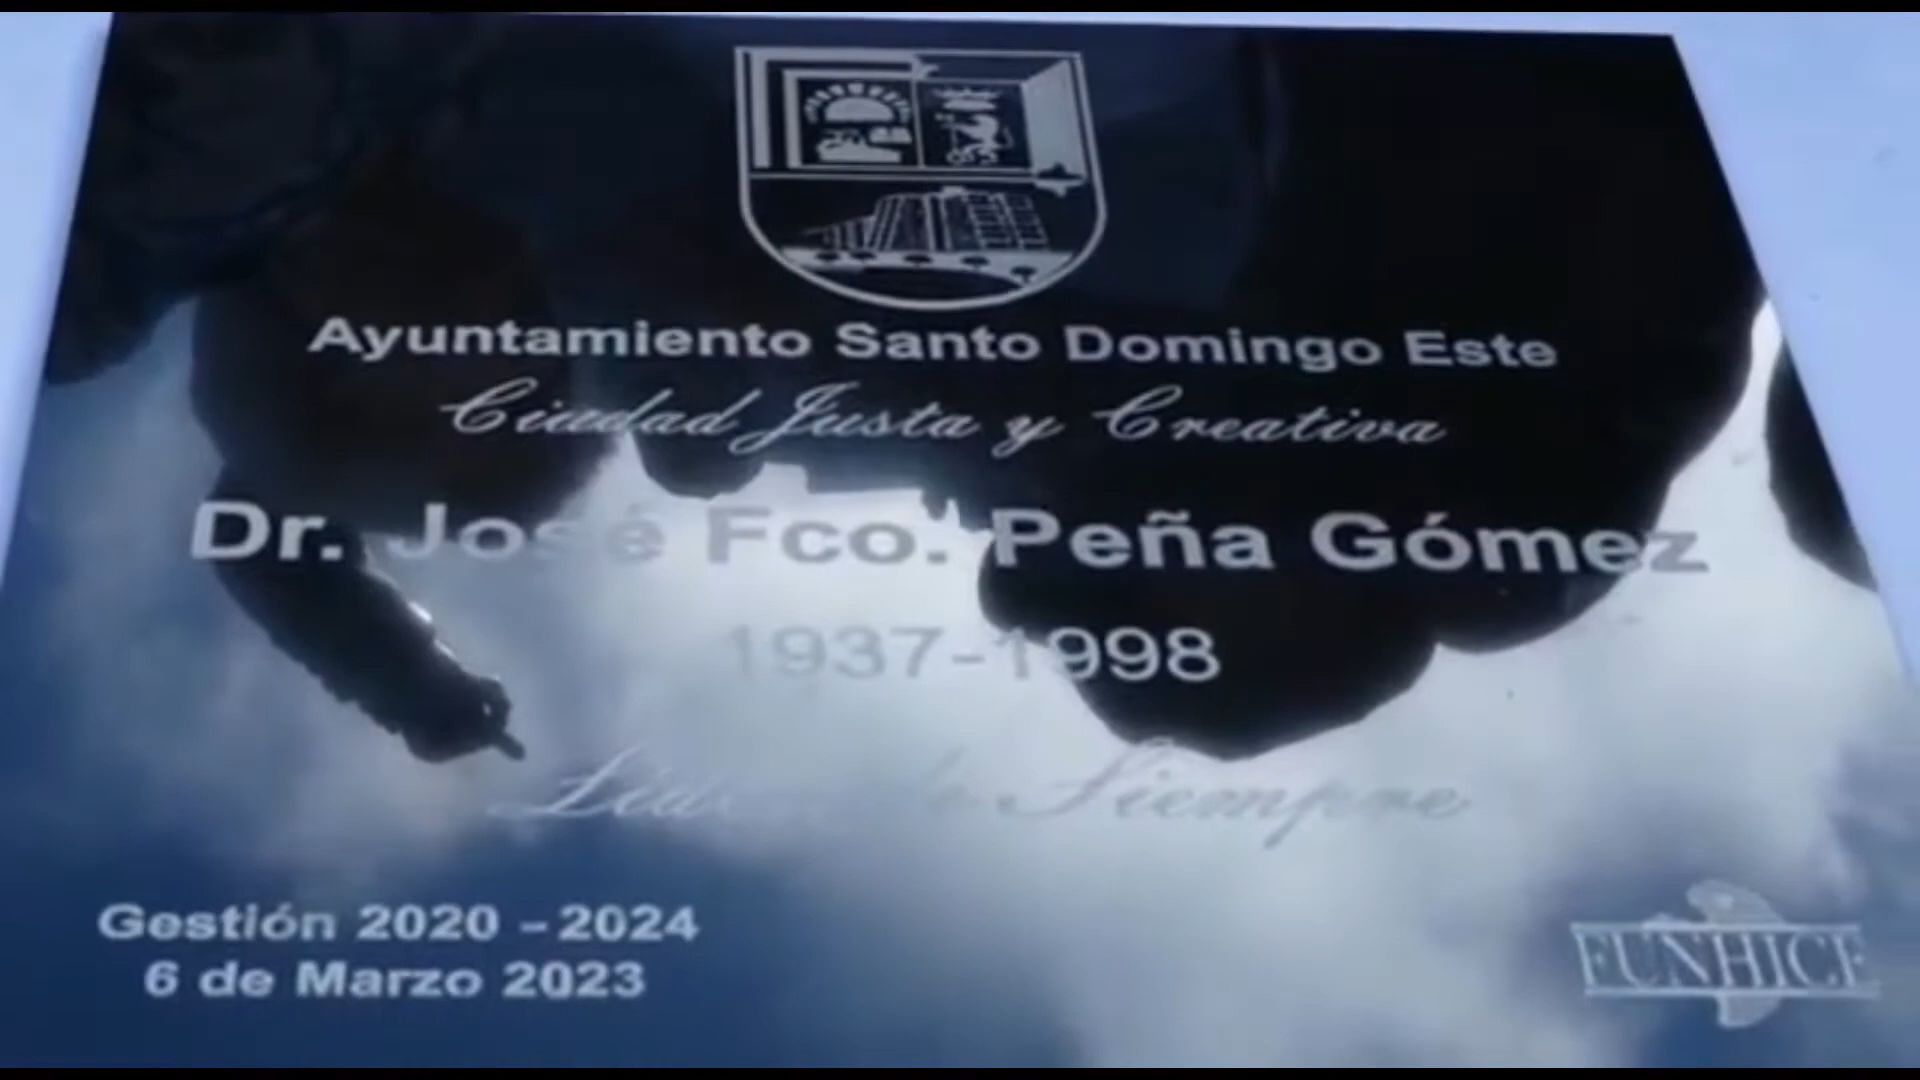 Ayuntamiento Santo Domingo Este
Ciudad Justa y Creativa
Dr. José Fco. Peña Gómez
1937-1998
Siempre
Gestión 2020 - 2024
6 de Marzo 2023
FUNHICE